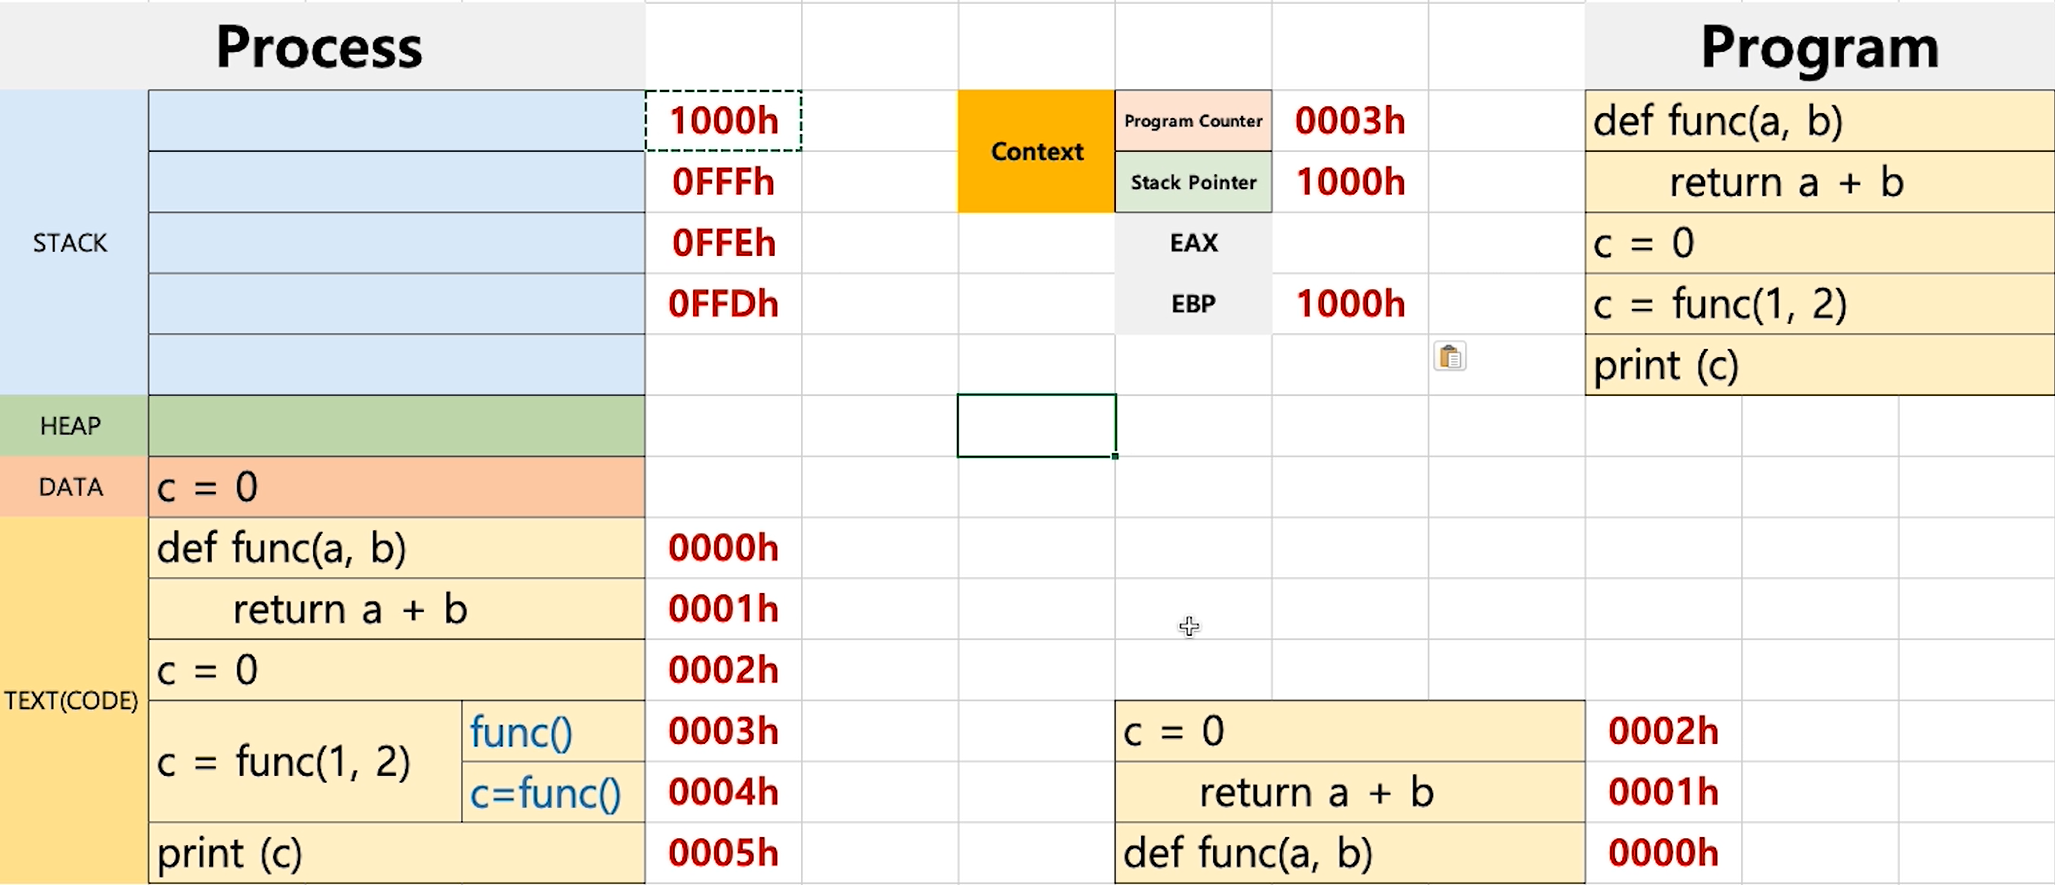 Process
Program
STACK
1000h
Context
Program Counter
0003h
def func(a, b)
0FFFh
Stack Pointer
1000h
return a + b
0FFEh
EAX
c = 0
0FFDh
EBP
1000h
c = func(1, 2)
print (c)
HEAP
DATA
c = 0
TEXT(CODE)
def func(a, b)
0000h
return a + b
0001h
c = 0
0002h
c = func(1, 2)
func()
0003h
c = 0
0002h
c=func()
0004h
return a + b
0001h
print (c)
0005h
def func(a, b)
0000h